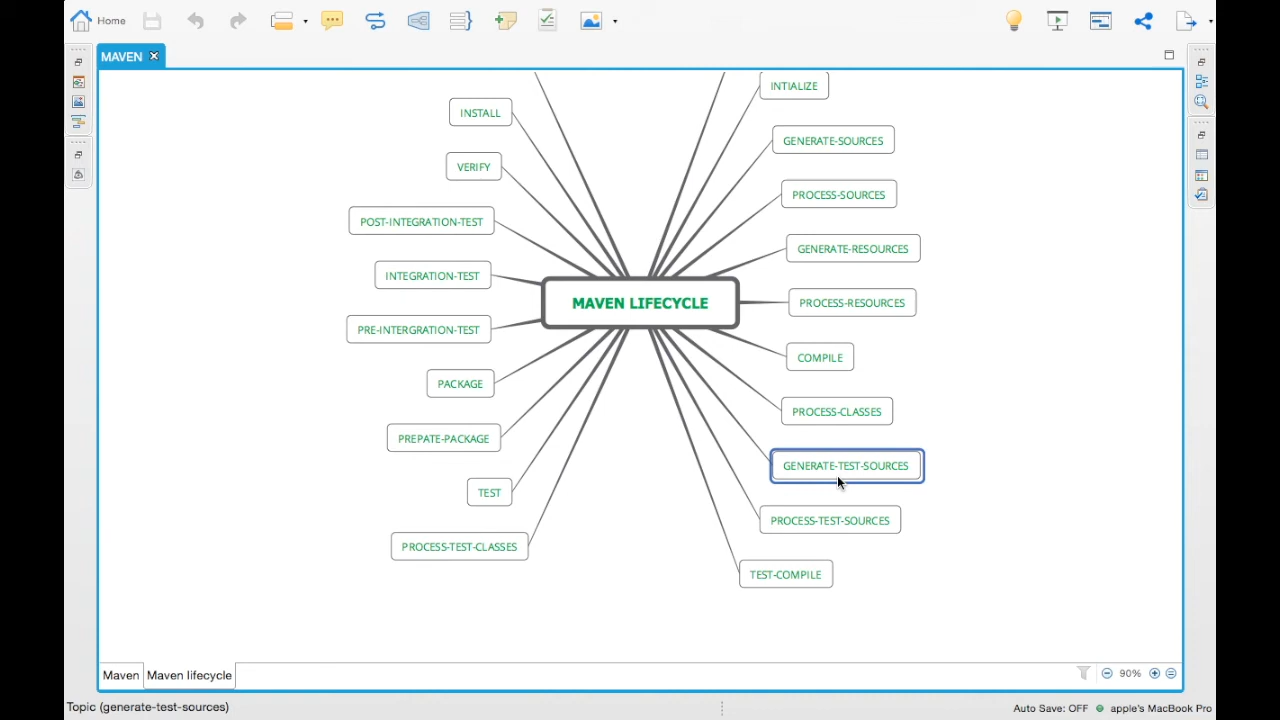 Home
MAVEN
INTIALIZE
INSTALL
GENERATE-SOURCES
VERIFY
PROCESS-SOURCES
POST-INTEGRATION-TEST
GENERATE-RESOURCES
INTEGRATION-TEST
MAVEN LIFECYCLE
PROCESS-RESOURCES
PRE-INTERGRATION-TEST
COMPILE
PACKAGE
PROCESS-CLASSES
PREPATE-PACKAGE
GENERATE-TEST-SOURCES
TEST
PROCESS-TEST-SOURCES
PROCESS-TEST-CLASSES
TEST-COMPILE
Maven
Maven lifecycle
90%
Topic (generate-test-sources)
Auto Save: OFF
apple's MacBook Pro